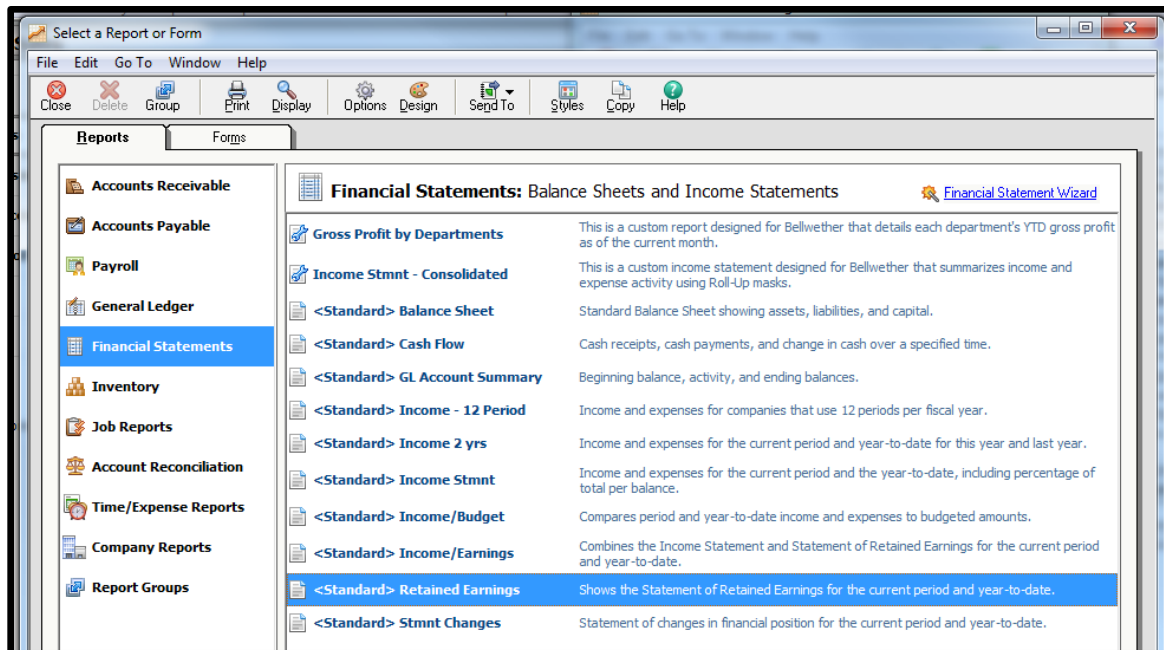 Select a Report or Form
File Edit Go To Window Help
Close Delete Group Print Display Options Design Send To Styles Copy Help
Reports Forms
Accounts Receivable
Accounts Payable
Payroll
General Ledger
Financial Statements
Inventory
Job Reports
Account Reconciliation
Time/Expense Reports
Company Reports
Report Groups
Financial Statements: Balance Sheets and Income Statements Financial Statement Wizard
Gross Profit by Departments This is a custom report designed for Bellwether that details each department's YTD gross profit
as of the current month.
Income Stmnt - Consolidated This is a custom income statement designed for Bellwether that summarizes income and
expense activity using Roll-Up masks.
<Standard> Balance Sheet Standard Balance Sheet showing assets, liabilities, and capital.
<Standard> Cash Flow Cash receipts, cash payments, and change in cash over a specified time.
<Standard> GL Account Summary Beginning balance, activity, and ending balances.
<Standard> Income - 12 Period Income and expenses for companies that use 12 periods per fiscal year.
<Standard> Income 2 yrs Income and expenses for the current period and year-to-date for this year and last year.
<Standard> Income Stmnt Income and expenses for the current period and the year-to-date, including percentage of
total per balance.
<Standard> Income/Budget Compares period and year-to-date income and expenses to budgeted amounts.
<Standard> Income/Earnings Combines the Income Statement and Statement of Retained Earnings for the current period
and year-to-date.
<Standard> Retained Earnings Shows the Statement of Retained Earnings for the current period and year-to-date.
<Standard> Stmnt Changes Statement of changes in financial position for the current period and year-to-date.